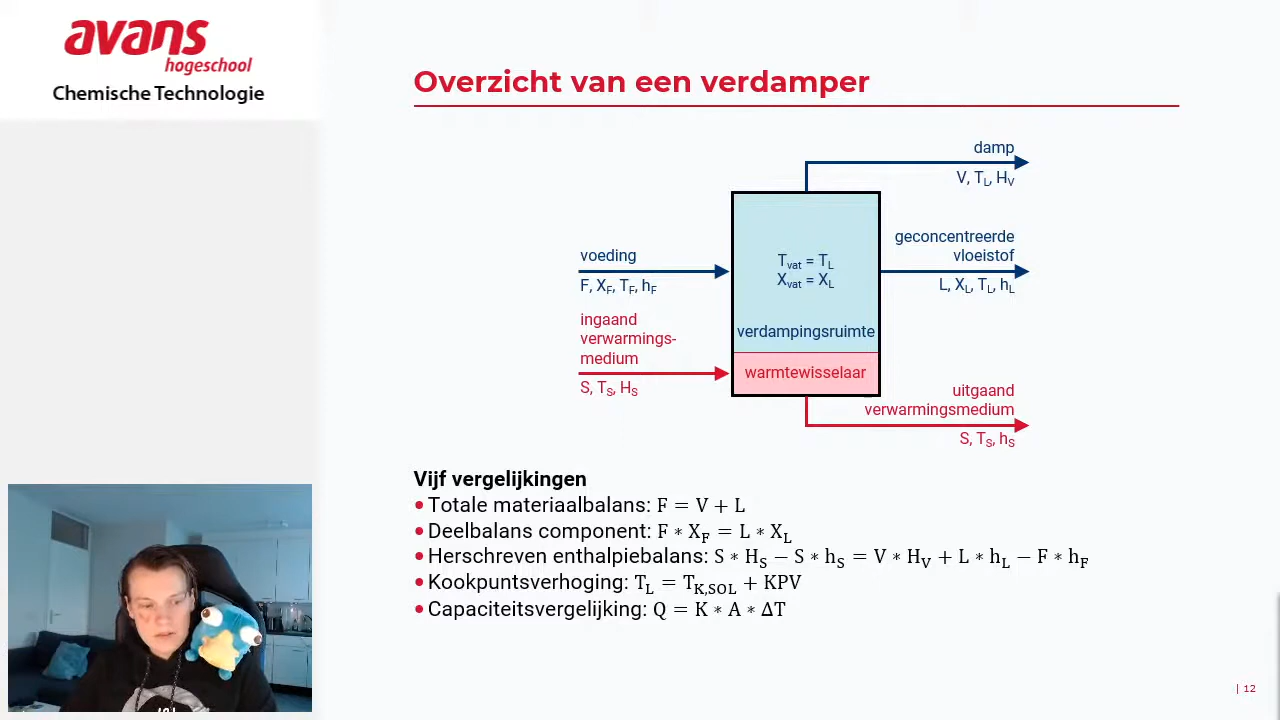 avans
hogeschool
Chemische Technologie
Overzicht van een verdamper
damp
V, T_L, H_V
geconcentreerde
vloeistof
L, X_L, T_L, h_L
voeding
F, X_F, T_F, h_F
T_vat = T_L
X_vat = X_L
verdampingsruimte
ingaand
verwarmings-
medium
S, T_S, H_S
warmtewisselaar
uitgaand
verwarmingsmedium
S, T_S, h_S
Vijf vergelijkingen
• Totale materiaalbalans: F = V + L
• Deelbalans component: F ∗ X_F = L ∗ X_L
• Herschreven enthalpiebalans: S ∗ H_S − S ∗ h_S = V ∗ H_V + L ∗ h_L − F ∗ h_F
• Kookpuntsverhoging: T_L = T_K,SOL + KPV
• Capaciteitsvergelijking: Q = K ∗ A ∗ ΔT
| 12